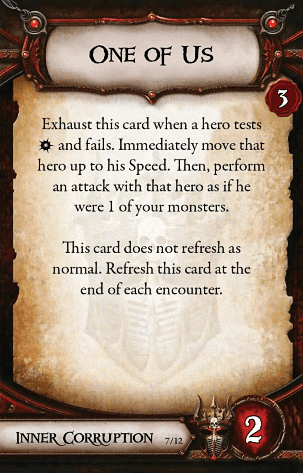 One of Us
3
Exhaust this card when a hero tests
and fails. Immediately move that
hero up to his Speed. Then, perform
an attack with that hero as if he
were 1 of your monsters.
This card does not refresh as
normal. Refresh this card at the
end of each encounter.
Inner Corruption 7/12
2